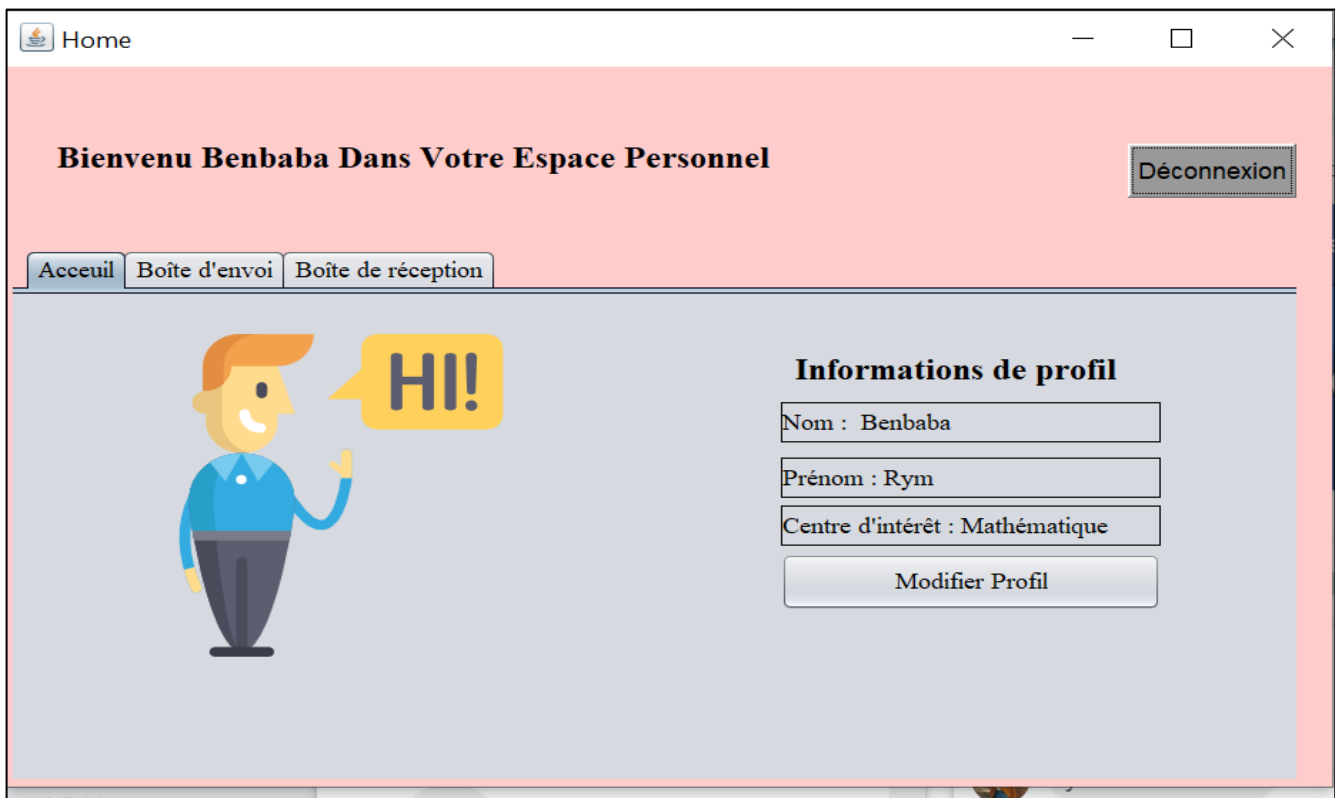 Home
Bienvenu Benbaba Dans Votre Espace Personnel
Déconnexion
Acceuil Boîte d'envoi Boîte de réception
HI!
Informations de profil
Nom : Benbaba
Prénom : Rym
Centre d'intérêt : Mathématique
Modifier Profil